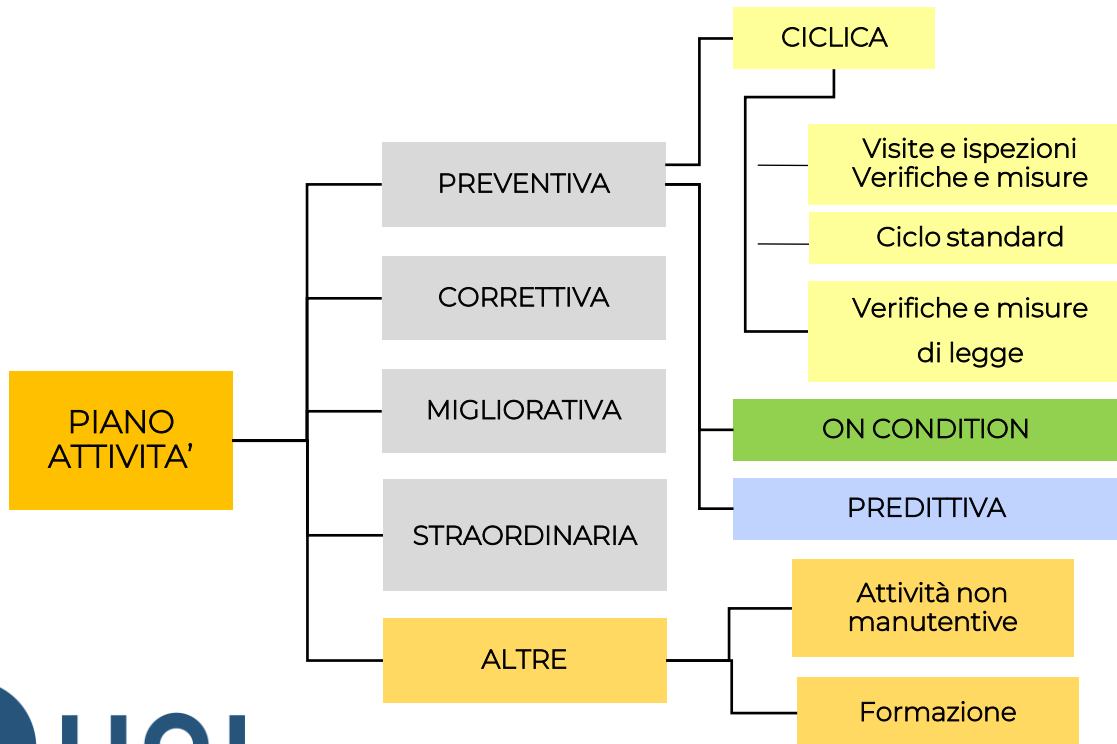 CICLICA
Visite e ispezioni
Verifiche e misure
Ciclo standard
Verifiche e misure
di legge
PREVENTIVA
CORRETTIVA
MIGLIORATIVA
STRAORDINARIA
ALTRE
PIANO
ATTIVITA’
ON CONDITION
PREDITTIVA
Attività non
manutentive
Formazione